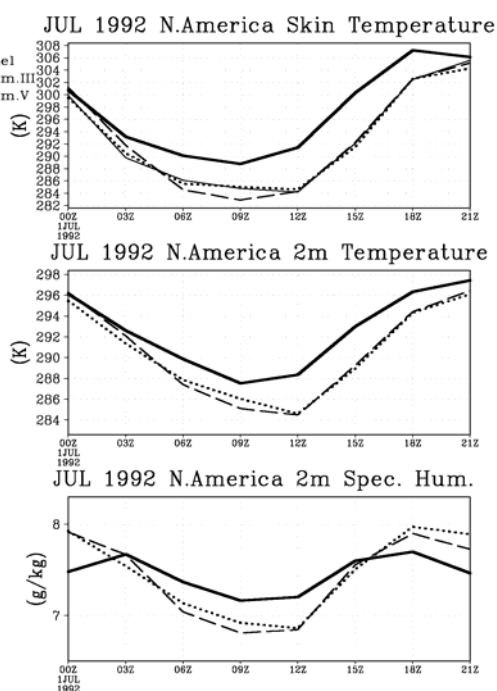 JUL 1992 N.America Skin Temperature
el
m.III
m.V
(K)
308
306
304
302
300
298
296
294
292
290
288
286
284
282
00Z 03Z 06Z 09Z 12Z 15Z 18Z 21Z
1JUL
1992
JUL 1992 N.America 2m Temperature
(K)
298
296
294
292
290
288
286
284
00Z 03Z 06Z 09Z 12Z 15Z 18Z 21Z
1JUL
1992
JUL 1992 N.America 2m Spec. Hum.
(g/kg)
8
7
00Z 03Z 06Z 09Z 12Z 15Z 18Z 21Z
1JUL
1992